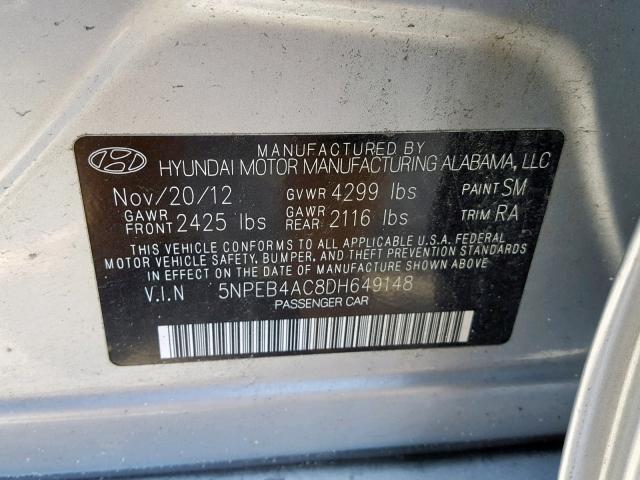 MANUFACTURED BY
HYUNDAI MOTOR MANUFACTURING ALABAMA, LLC
Nov/20/12 GVWR 4299 lbs PAINT SM
GAWR FRONT 2425 lbs GAWR REAR 2116 lbs TRIM RA
THIS VEHICLE CONFORMS TO ALL APPLICABLE U.S.A. FEDERAL
MOTOR VEHICLE SAFETY, BUMPER, AND THEFT PREVENTION STANDARDS
IN EFFECT ON THE DATE OF MANUFACTURE SHOWN ABOVE.
V.I.N 5NPEB4AC8DH649148
PASSENGER CAR